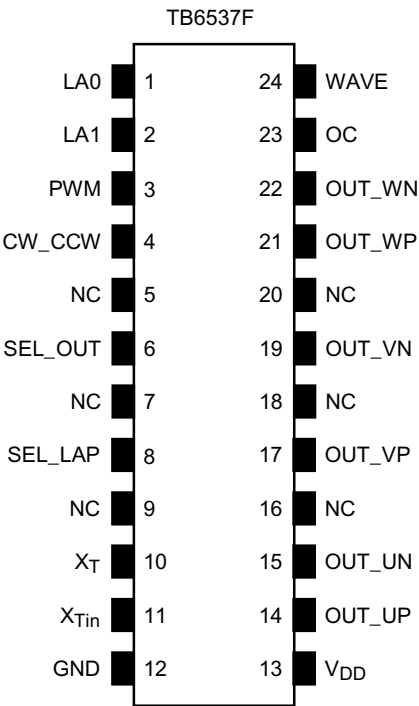 TB6537F
LA0 1 24 WAVE
LA1 2 23 OC
PWM 3 22 OUT_WN
CW_CCW 4 21 OUT_WP
NC 5 20 NC
SEL_OUT 6 19 OUT_VN
NC 7 18 NC
SEL_LAP 8 17 OUT_VP
NC 9 16 NC
XT 10 15 OUT_UN
XTin 11 14 OUT_UP
GND 12 13 VDD